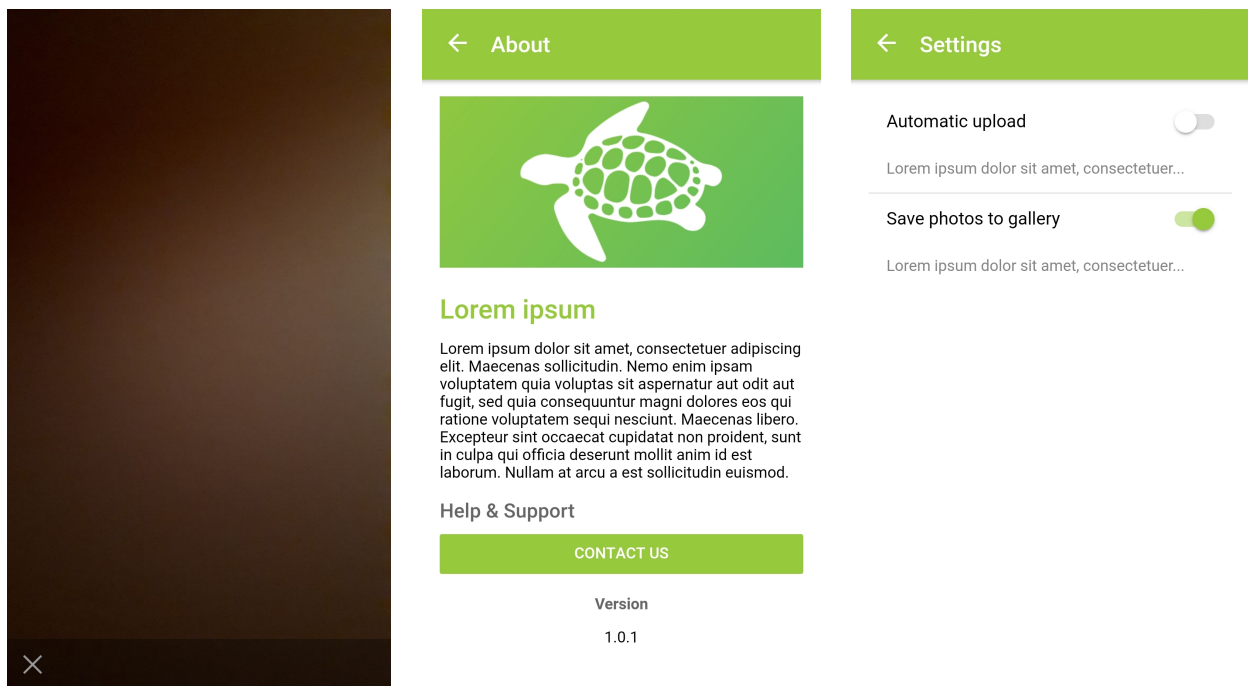 About
Lorem ipsum
Lorem ipsum dolor sit amet, consectetuer adipiscing
elit. Maecenas sollicitudin. Nemo enim ipsam
voluptatem quia voluptas sit aspernatur aut odit aut
fugit, sed quia consequuntur magni dolores eos qui
ratione voluptatem sequi nesciunt. Maecenas libero.
Excepteur sint occaecat cupidatat non proident, sunt
in culpa qui officia deserunt mollit anim id est
laborum. Nullam at arcu a est sollicitudin euismod.
Help & Support
CONTACT US
Version
1.0.1
Settings
Automatic upload
Lorem ipsum dolor sit amet, consectetuer...
Save photos to gallery
Lorem ipsum dolor sit amet, consectetuer...